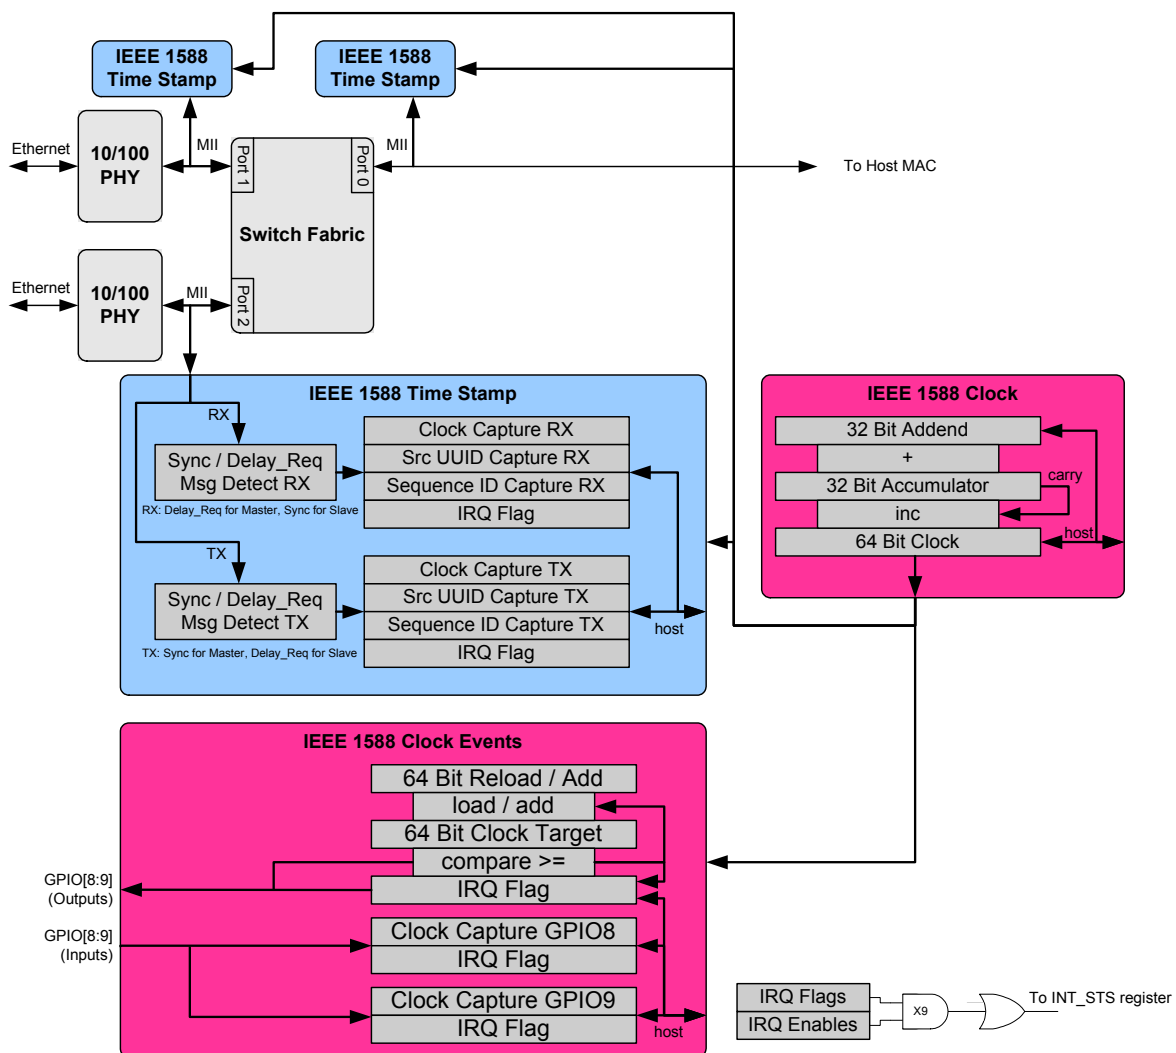 IEEE 1588
Time Stamp
IEEE 1588
Time Stamp
Ethernet
10/100
PHY
MII
Port 1
Port 0
MII
To Host MAC
Switch Fabric
Ethernet
10/100
PHY
MII
Port 2
IEEE 1588 Time Stamp
RX
Sync / Delay_Req
Msg Detect RX
RX: Delay_Req for Master, Sync for Slave
Clock Capture RX
Src UUID Capture RX
Sequence ID Capture RX
IRQ Flag
TX
Sync / Delay_Req
Msg Detect TX
TX: Sync for Master, Delay_Req for Slave
Clock Capture TX
Src UUID Capture TX
Sequence ID Capture TX
IRQ Flag
host
IEEE 1588 Clock
32 Bit Addend
+
carry
32 Bit Accumulator
inc
host
64 Bit Clock
IEEE 1588 Clock Events
64 Bit Reload / Add
load / add
64 Bit Clock Target
compare >=
IRQ Flag
GPIO[8:9]
(Outputs)
GPIO[8:9]
(Inputs)
Clock Capture GPIO8
IRQ Flag
Clock Capture GPIO9
IRQ Flag
host
IRQ Flags
IRQ Enables
X9
To INT_STS register